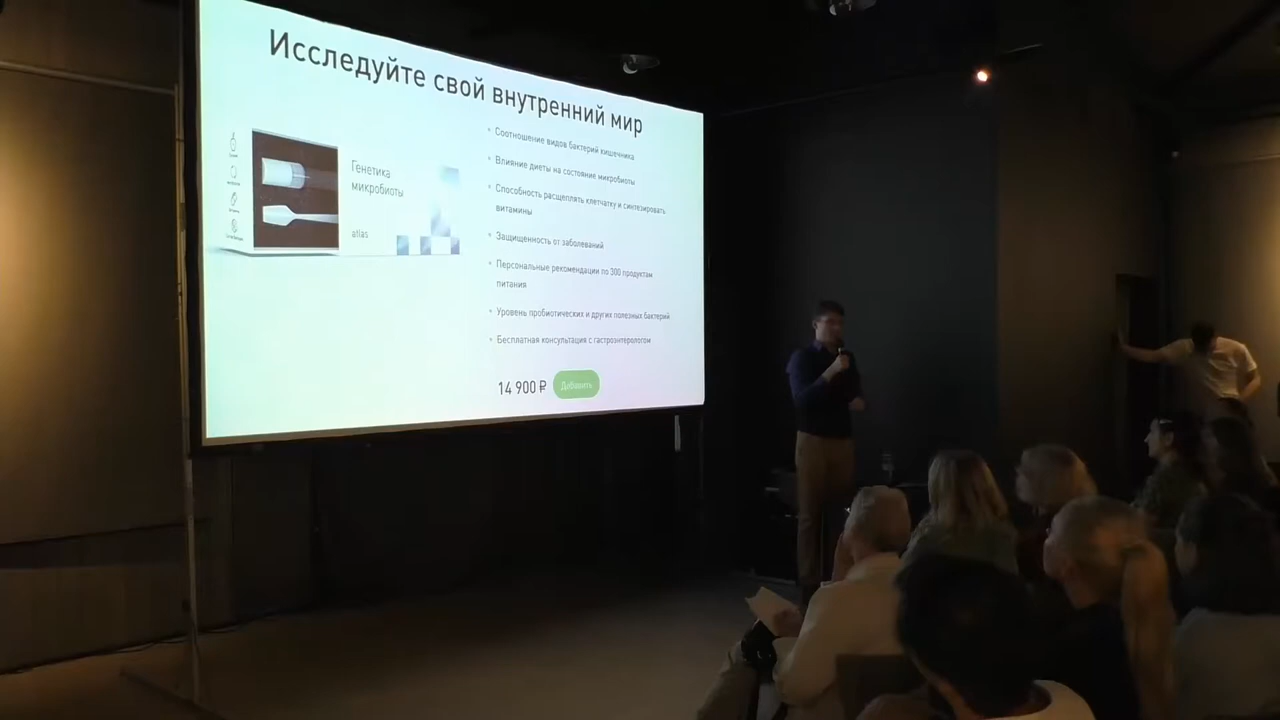 Исследуйте свой внутренний мир
Генетика
микробиоты
atlas
• Соотношение видов бактерий кишечника
• Влияние диеты на состояние микробиоты
• Способность расщеплять клетчатку и синтезировать
витамины
• Защищенность от заболеваний
• Персональные рекомендации по 300 продуктам
питания
• Уровень пробиотических и других полезных бактерий
• Бесплатная консультация с гастроэнтерологом
14 900 ₽
Добавить